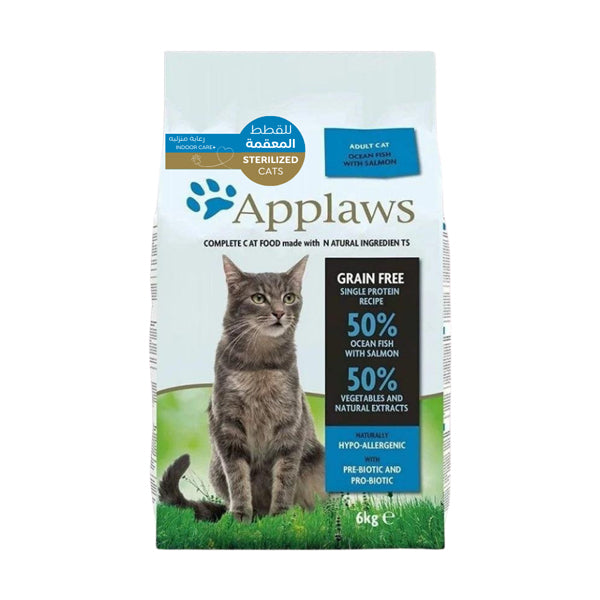 رعاية منزلية
INDOOR CARE+
للقطط
المعقمة
STERILIZED
CATS
ADULT CAT
OCEAN FISH
WITH SALMON
Applaws
COMPLETE C AT FOOD made with N ATURAL INGREDIEN TS
GRAIN FREE
SINGLE PROTEIN
RECIPE
50%
OCEAN FISH
WITH SALMON
50%
VEGETABLES AND
NATURAL EXTRACTS
NATURALLY
HYPO-ALLERGENIC
WITH
PRE-BIOTIC AND
PRO-BIOTIC
6kg ℮